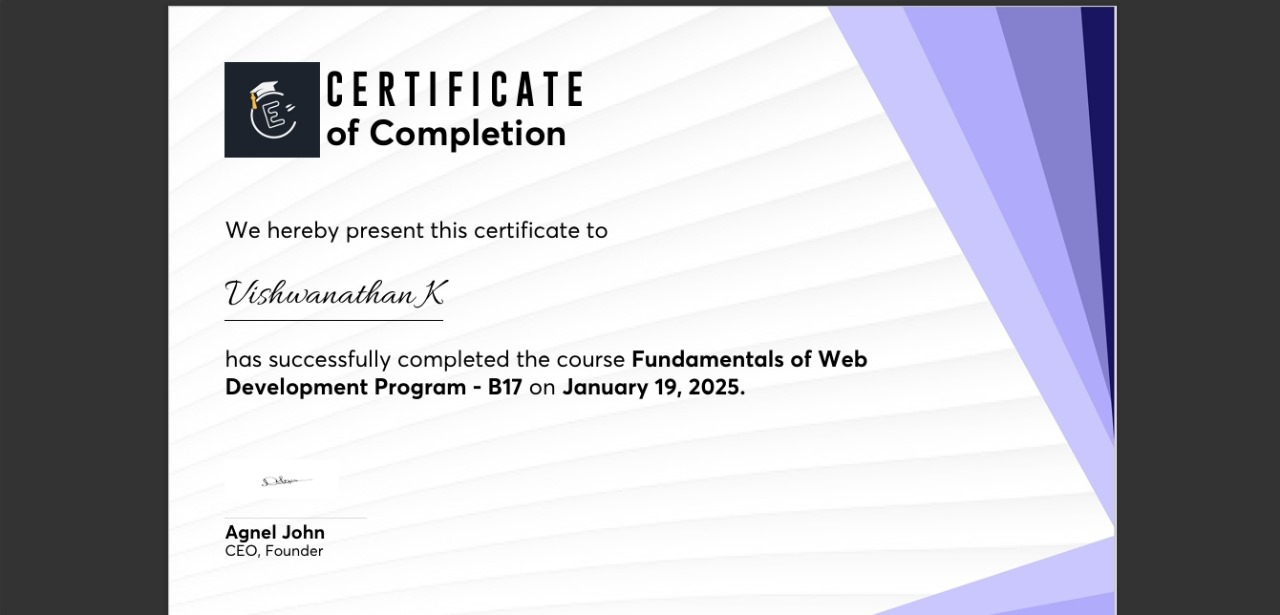 CERTIFICATE
of Completion
We hereby present this certificate to
Vishwanathan K
has successfully completed the course Fundamentals of Web
Development Program - B17 on January 19, 2025.
Agnel John
CEO, Founder